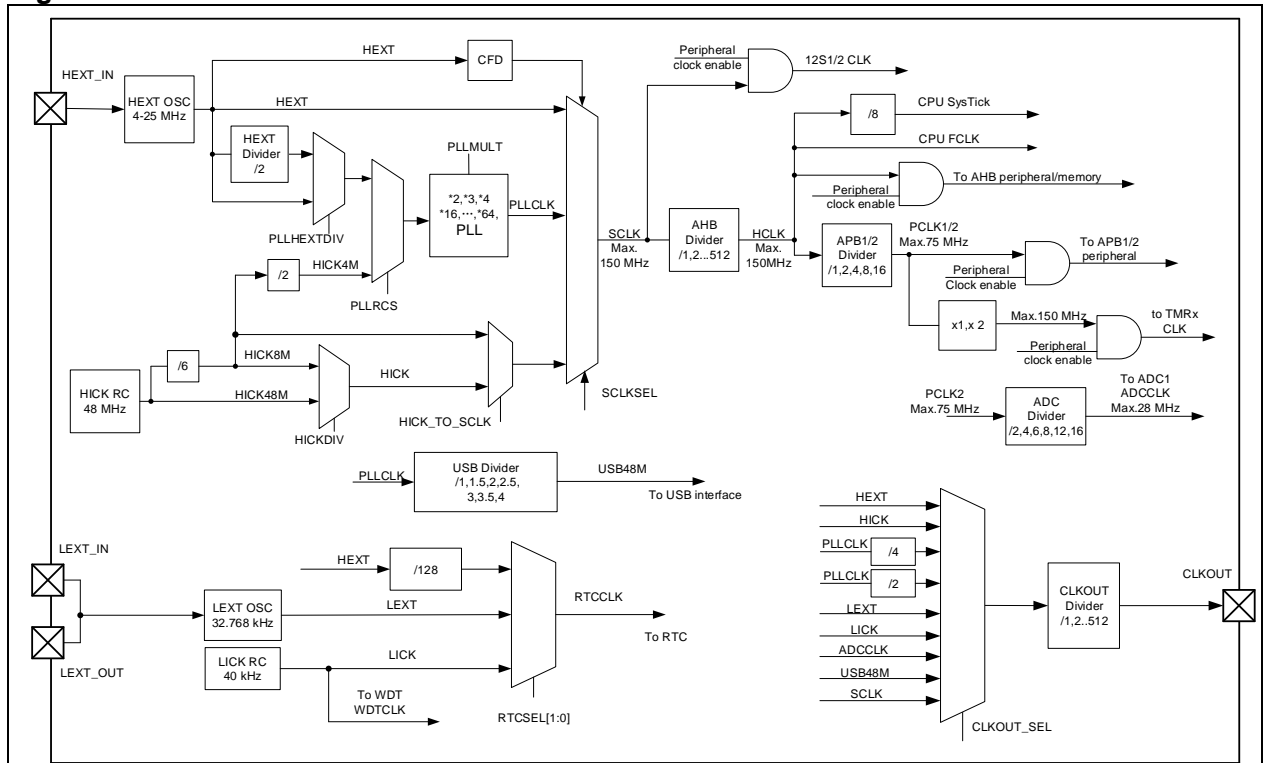 HEXT
CFD
HEXT_IN
HEXT OSC
4-25 MHz
HEXT
HEXT
Divider
/2
PLLHEXTDIV
PLLMULT
*2,*3,*4
*16,···,*64,
PLL
PLLCLK
/2
HICK4M
PLLRCS
/6
HICK8M
HICK RC
48 MHz
HICK48M
HICK
HICKDIV
HICK_TO_SCLK
SCLKSEL
SCLK
Max.
150 MHz
Peripheral
clock enable
12S1/2 CLK
AHB
Divider
/1,2...512
HCLK
Max.
150MHz
/8
CPU SysTick
CPU FCLK
Peripheral
clock enable
To AHB peripheral/memory
APB1/2
Divider
/1,2,4,8,16
PCLK1/2
Max.75 MHz
Peripheral
Clock enable
To APB1/2
peripheral
x1,x 2
Max.150 MHz
Peripheral
clock enable
to TMRx
CLK
PCLK2
Max.75 MHz
ADC
Divider
/2,4,6,8,12,16
To ADC1
ADCCLK
Max.28 MHz
PLLCLK
USB Divider
/1,1.5,2,2.5,
3,3.5,4
USB48M
To USB interface
LEXT_IN
LEXT_OUT
HEXT
/128
LEXT OSC
32.768 kHz
LEXT
LICK RC
40 kHz
LICK
To WDT
WDTCLK
RTCSEL[1:0]
RTCCLK
To RTC
HEXT
HICK
PLLCLK
/4
PLLCLK
/2
LEXT
LICK
ADCCLK
USB48M
SCLK
CLKOUT_SEL
CLKOUT
Divider
/1,2..512
CLKOUT